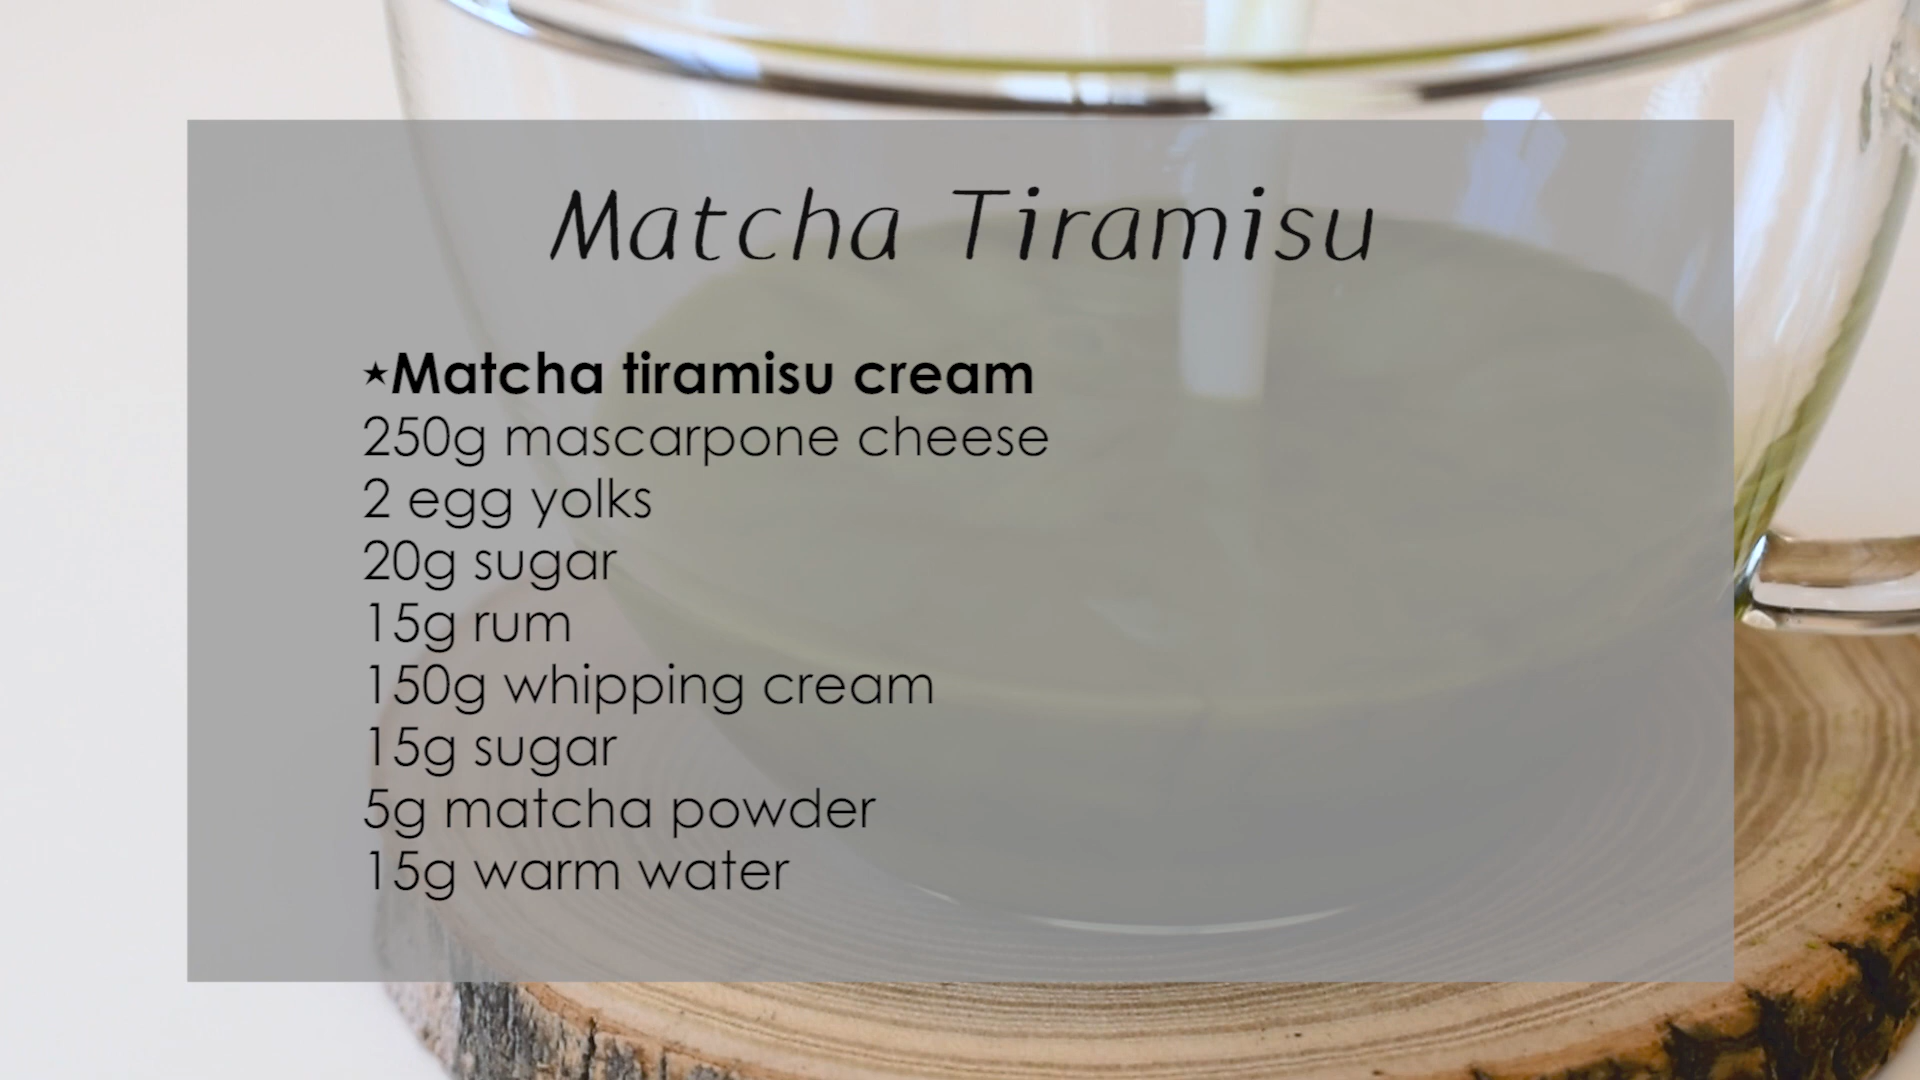 Matcha Tiramisu
★Matcha tiramisu cream
250g mascarpone cheese
2 egg yolks
20g sugar
15g rum
150g whipping cream
15g sugar
5g matcha powder
15g warm water